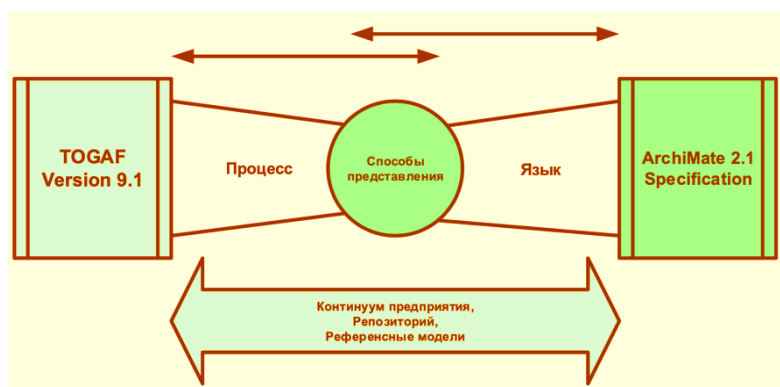 TOGAF
Version 9.1
Процесс
Способы
представления
Язык
ArchiMate 2.1
Specification
Континуум предприятия,
Репозиторий,
Референсные модели